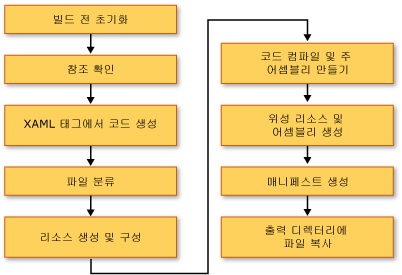 빌드 전 초기화
참조 확인
XAML 태그에서 코드 생성
파일 분류
리소스 생성 및 구성
코드 컴파일 및 주
어셈블리 만들기
위성 리소스 및
어셈블리 생성
매니페스트 생성
출력 디렉터리에
파일 복사